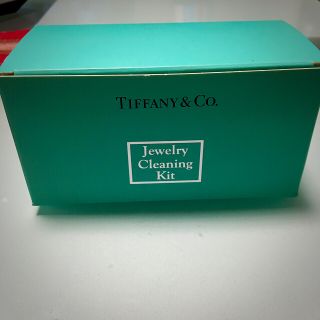 TIFFANY & CO.
Jewelry
Cleaning
Kit